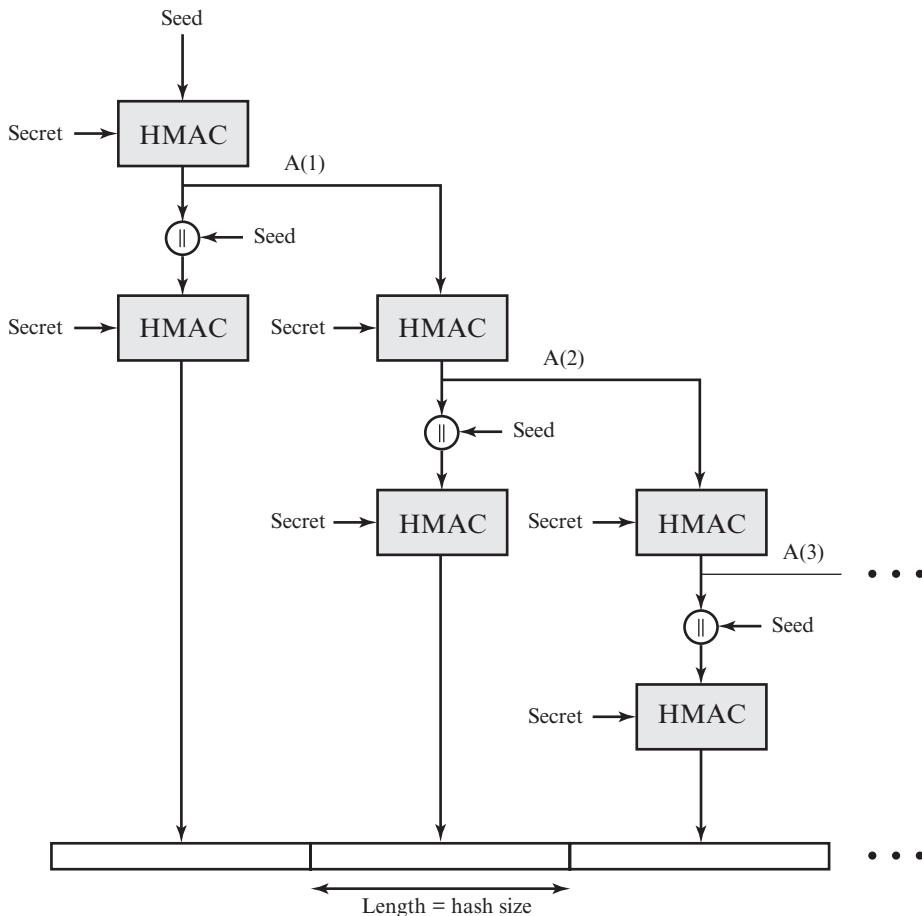 Seed
Secret
HMAC
A(1)
||
Seed
Secret
HMAC
Secret
HMAC
A(2)
||
Seed
Secret
HMAC
Secret
HMAC
A(3)
||
Seed
Secret
HMAC
Length = hash size